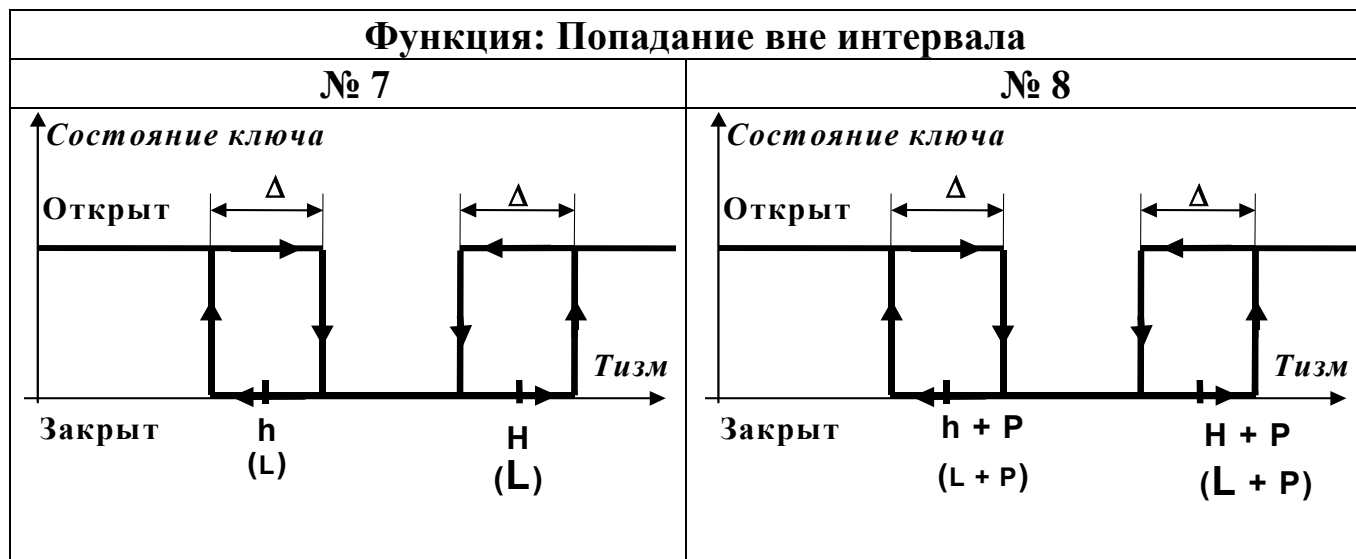 Функция: Попадание вне интервала
№ 7
Состояние ключа
Δ
Δ
Открыт
Тизм
Закрыт
h
(L)
H
(L)
№ 8
Состояние ключа
Δ
Δ
Открыт
Тизм
Закрыт
h + P
(L + P)
H + P
(L + P)